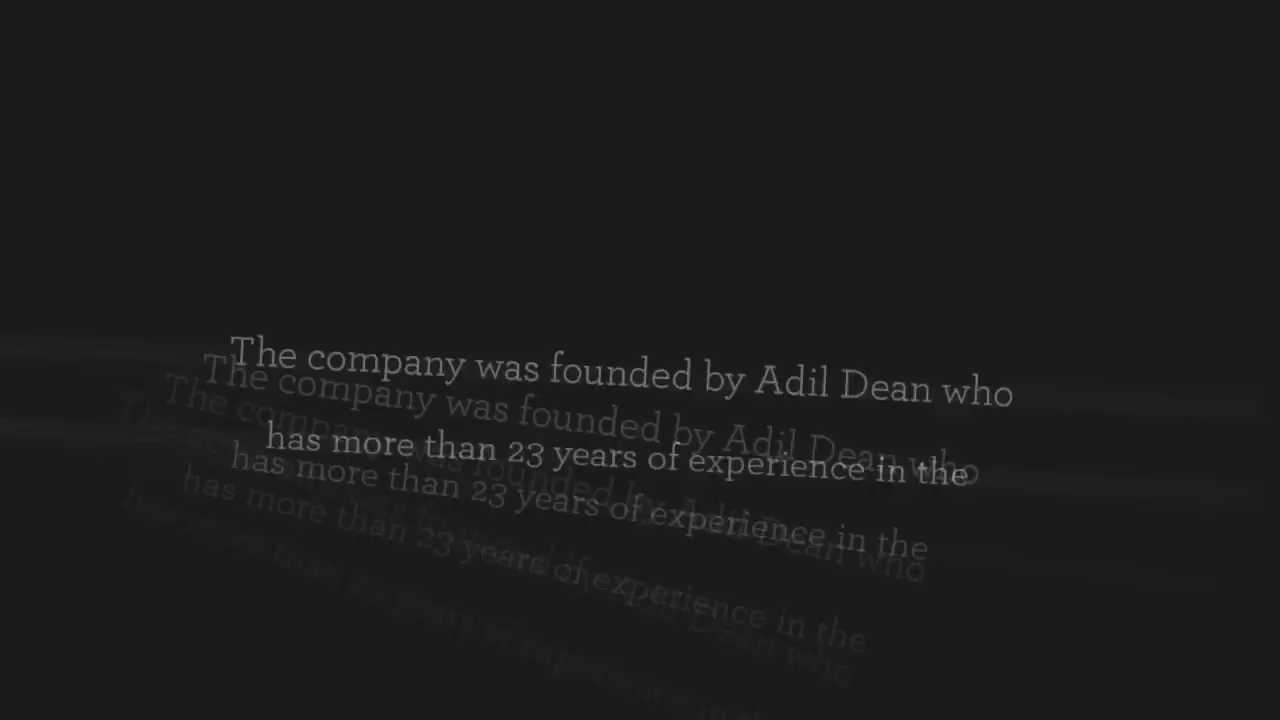 The company was founded by Adil Dean who
has more than 23 years of experience in the